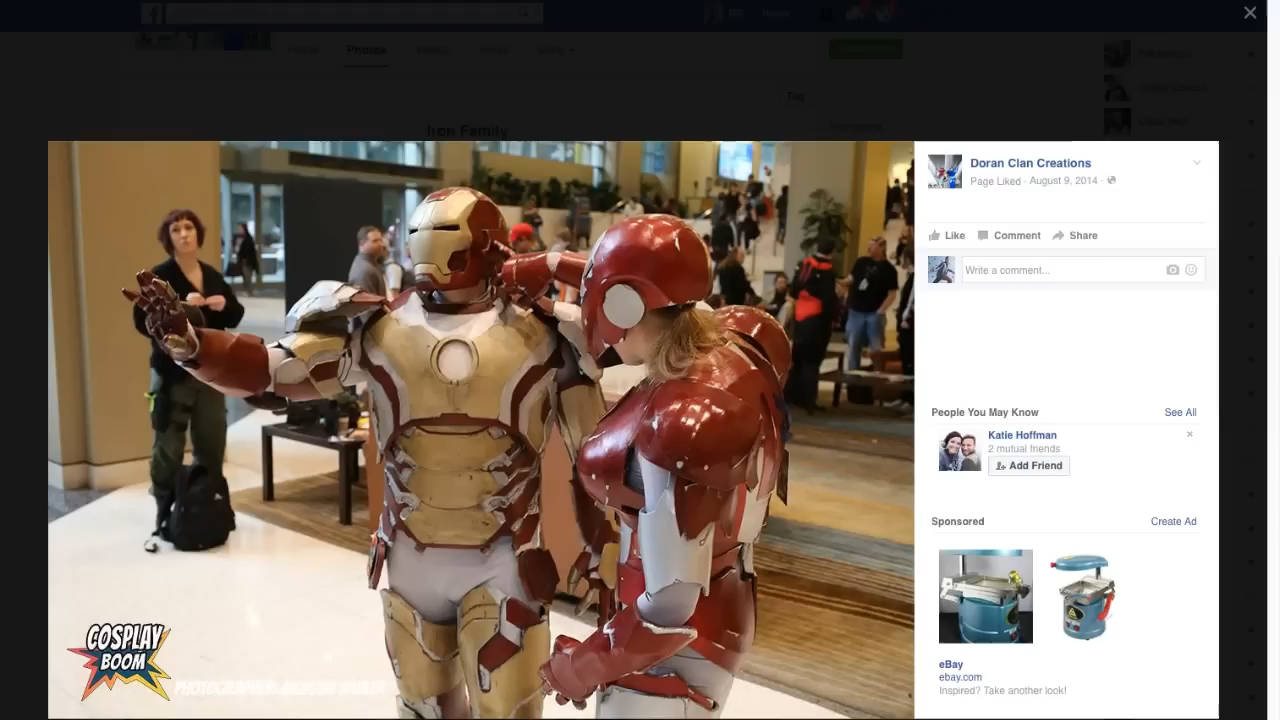 Photos
Tag
Iron Family
Doran Clan Creations
Page Liked · August 9, 2014 ·
Like Comment Share
Write a comment...
People You May Know See All
Katie Hoffman
2 mutual friends
Add Friend
Sponsored Create Ad
eBay
ebay.com
Inspired? Take another look!
COSPLAY
BOOM